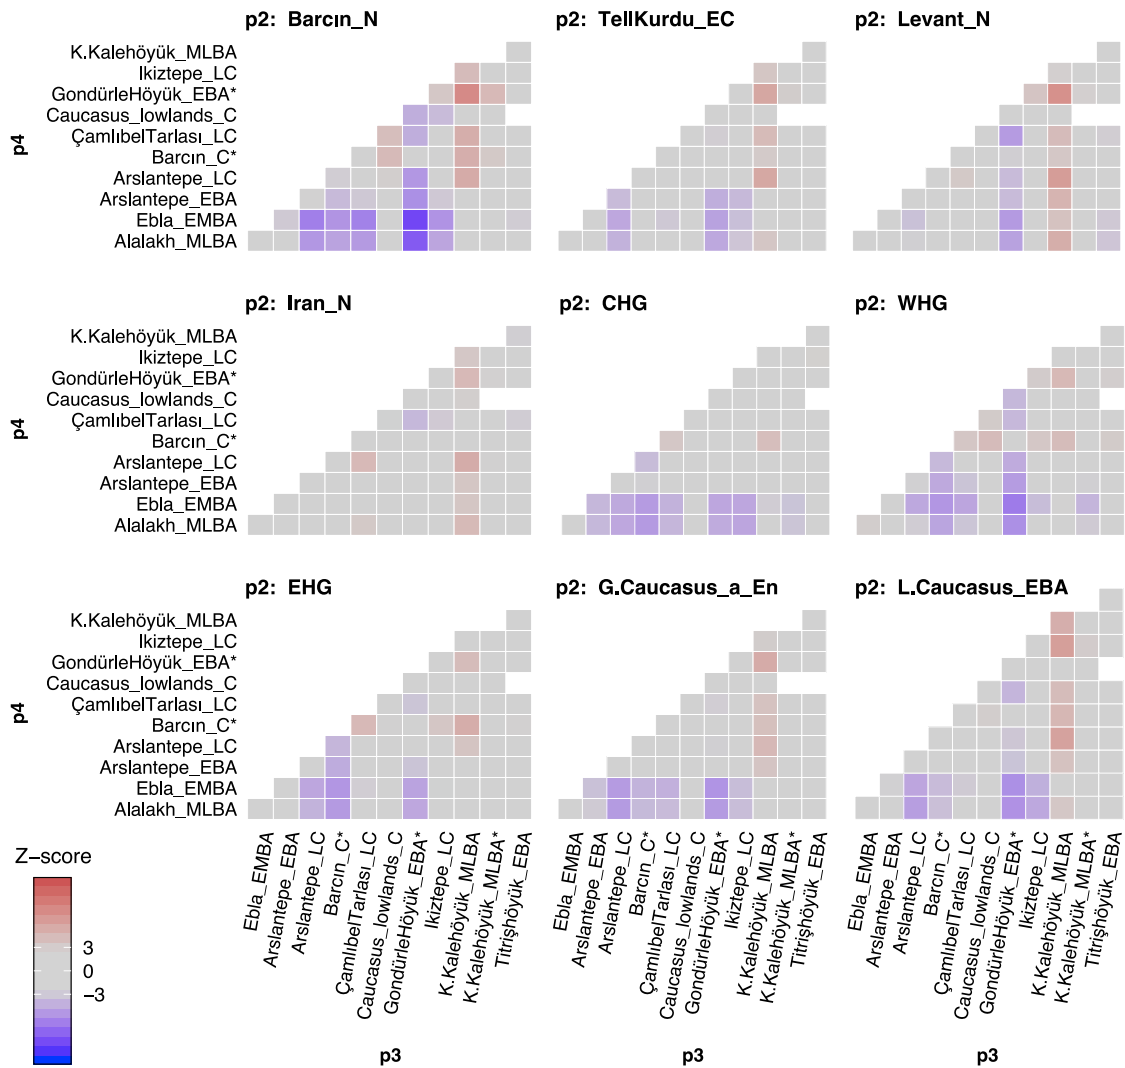 p2: Barcın_N
p2: TellKurdu_EC
p2: Levant_N
p4
K.Kalehöyük_MLBA
Ikiztepe_LC
GondürleHöyük_EBA*
Caucasus_lowlands_C
ÇamlıbelTarlası_LC
Barcın_C*
Arslantepe_LC
Arslantepe_EBA
Ebla_EMBA
Alalakh_MLBA
p2: Iran_N
p2: CHG
p2: WHG
p4
K.Kalehöyük_MLBA
Ikiztepe_LC
GondürleHöyük_EBA*
Caucasus_lowlands_C
ÇamlıbelTarlası_LC
Barcın_C*
Arslantepe_LC
Arslantepe_EBA
Ebla_EMBA
Alalakh_MLBA
p2: EHG
p2: G.Caucasus_a_En
p2: L.Caucasus_EBA
p4
K.Kalehöyük_MLBA
Ikiztepe_LC
GondürleHöyük_EBA*
Caucasus_lowlands_C
ÇamlıbelTarlası_LC
Barcın_C*
Arslantepe_LC
Arslantepe_EBA
Ebla_EMBA
Alalakh_MLBA
Z−score
3
0
−3
Ebla_EMBA
Arslantepe_EBA
Arslantepe_LC
Barcın_C*
ÇamlıbelTarlası_LC
Caucasus_lowlands_C
GondürleHöyük_EBA*
Ikiztepe_LC
K.Kalehöyük_MLBA
K.Kalehöyük_MLBA*
Titrişhöyük_EBA
Ebla_EMBA
Arslantepe_EBA
Arslantepe_LC
Barcın_C*
ÇamlıbelTarlası_LC
Caucasus_lowlands_C
GondürleHöyük_EBA*
Ikiztepe_LC
K.Kalehöyük_MLBA
K.Kalehöyük_MLBA*
Titrişhöyük_EBA
Ebla_EMBA
Arslantepe_EBA
Arslantepe_LC
Barcın_C*
ÇamlıbelTarlası_LC
Caucasus_lowlands_C
GondürleHöyük_EBA*
Ikiztepe_LC
K.Kalehöyük_MLBA
K.Kalehöyük_MLBA*
Titrişhöyük_EBA
p3
p3
p3